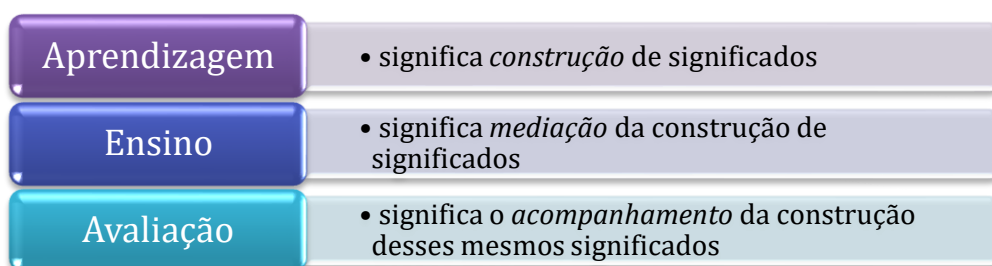 Aprendizagem
• significa construção de significados
Ensino
• significa mediação da construção de
significados
Avaliação
• significa o acompanhamento da construção
desses mesmos significados